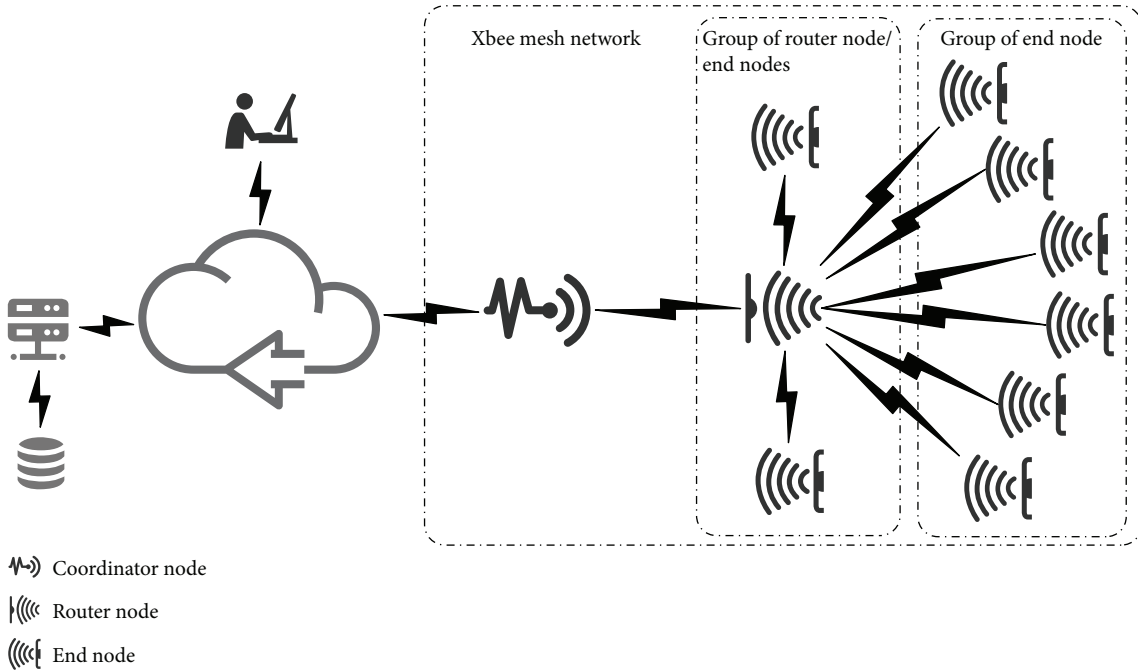 Xbee mesh network
Group of router node/
end nodes
Group of end node
Coordinator node
Router node
End node